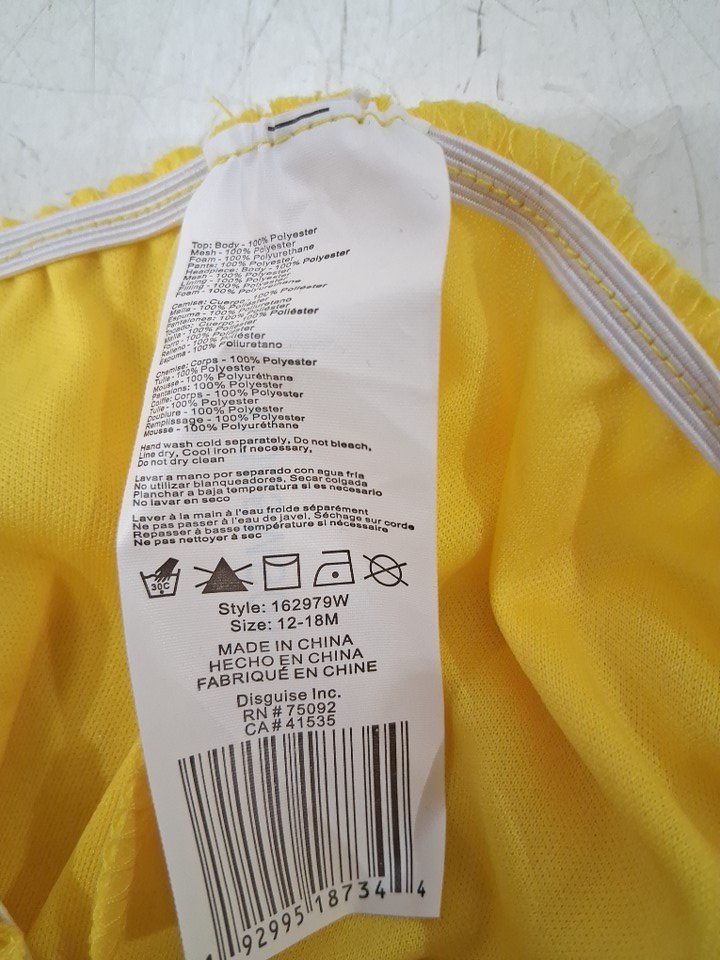 Top: Body - 100% Polyester
Mesh - 100% Polyester
Foam - 100% Polyurethane
Pants: 100% Polyester
Headpiece: Body - 100% Polyester
Mesh - 100% Polyester
Lining - 100% Polyester
Filling - 100% Polyester
Foam - 100% Polyurethane
Camisa: Cuerpo - 100% Poliéster
Malla - 100% Poliéster
Espuma - 100% Poliuretano
Pantalones: 100% Poliéster
Tocado: Cuerpo - 100% Poliéster
Malla - 100% Poliéster
Forro - 100% Poliéster
Relleno - 100% Poliéster
Espuma - 100% Poliuretano
Chemise: Corps - 100% Polyester
Tulle - 100% Polyester
Mousse - 100% Polyuréthane
Pantalons: 100% Polyester
Coiffe: Corps - 100% Polyester
Tulle - 100% Polyester
Doublure - 100% Polyester
Remplissage - 100% Polyester
Mousse - 100% Polyuréthane
Hand wash cold separately, Do not bleach,
Line dry, Cool iron if necessary,
Do not dry clean
Lavar a mano por separado con agua fría
No utilizar blanqueadores, Secar colgada
Planchar a baja temperatura si es necesario
No lavar en seco
Laver à la main à l'eau froide séparément
Ne pas passer à l'eau de javel, Séchage sur corde
Repasser à basse température si nécessaire
Ne pas nettoyer à sec
30C
Style: 162979W
Size: 12-18M
MADE IN CHINA
HECHO EN CHINA
FABRIQUÉ EN CHINE
Disguise Inc.
RN # 75092
CA # 41535
1 92995 18734 4